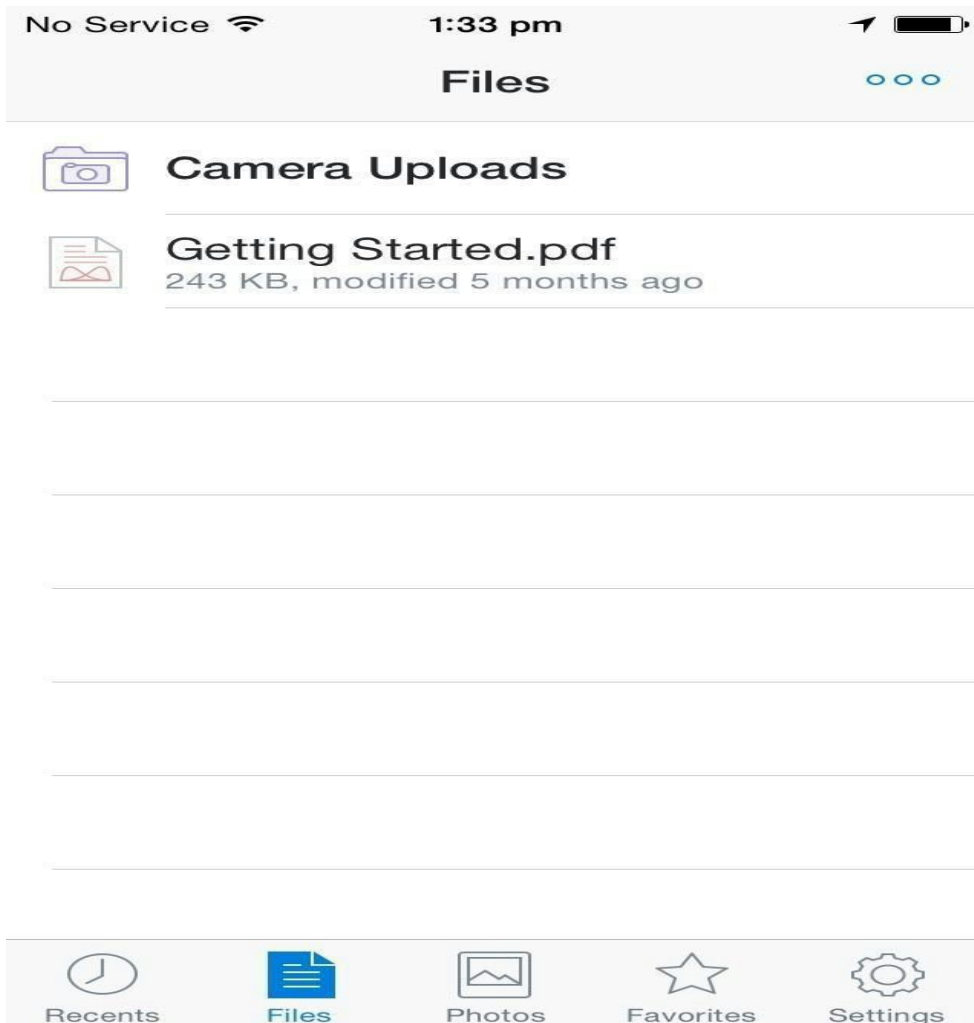 No Service 1:33 pm
Files
Camera Uploads
Getting Started.pdf
243 KB, modified 5 months ago
Recents Files Photos Favorites Settings